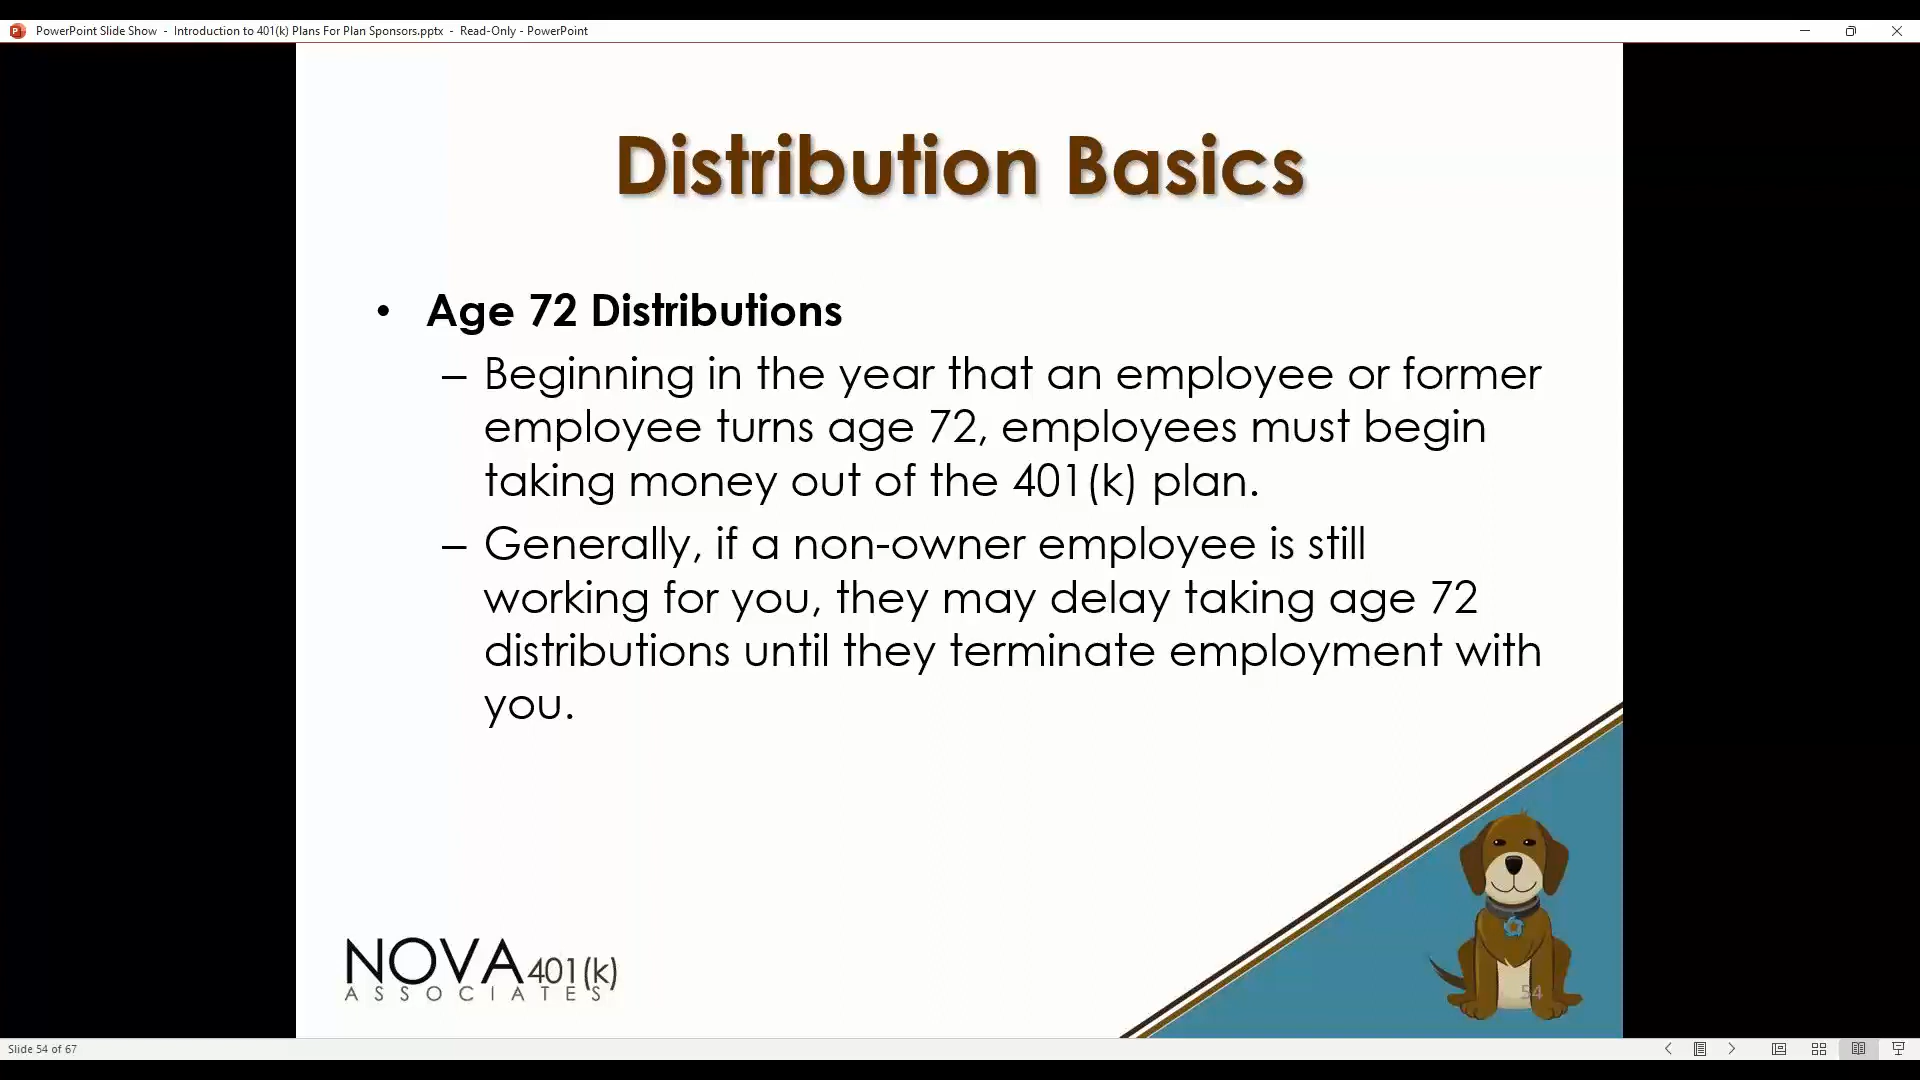 PowerPoint Slide Show - Introduction to 401(k) Plans For Plan Sponsors.pptx - Read-Only - PowerPoint
Distribution Basics
• Age 72 Distributions
– Beginning in the year that an employee or former
employee turns age 72, employees must begin
taking money out of the 401(k) plan.
– Generally, if a non-owner employee is still
working for you, they may delay taking age 72
distributions until they terminate employment with
you.
NOVA 401(k)
ASSOCIATES
54
Slide 54 of 67